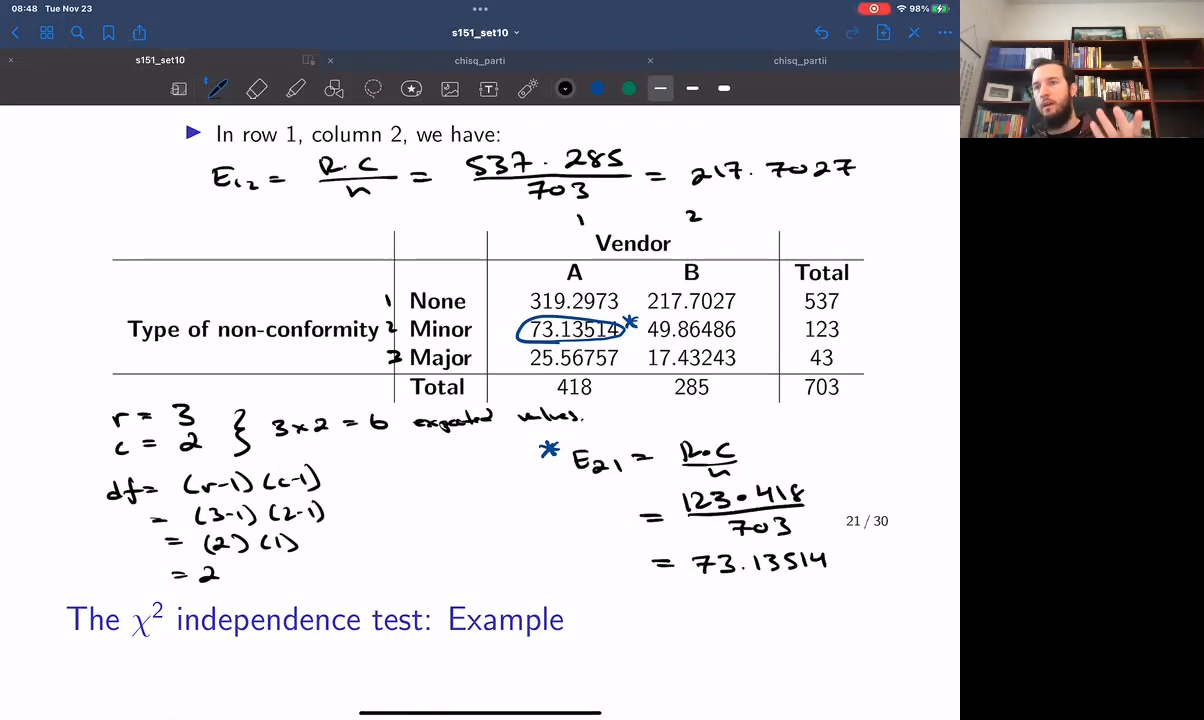 08:48 Tue Nov 23
98%
s151_set10
s151_set10 chisq_parti chisq_partii
In row 1, column 2, we have:
E12 = R.C/n = 537 . 285/703 = 217.7027
1 2
Vendor
A B Total
1 None 319.2973 217.7027 537
Type of non-conformity 2 Minor 73.13514 * 49.86486 123
3 Major 25.56757 17.43243 43
Total 418 285 703
r = 3
c = 2 } 3 x 2 = 6 expected values.
df = (r-1) (c-1)
= (3-1) (2-1)
= (2) (1)
= 2
* E21 = R.C/n
= 123.418/703
= 73.13514
21 / 30
The χ² independence test: Example